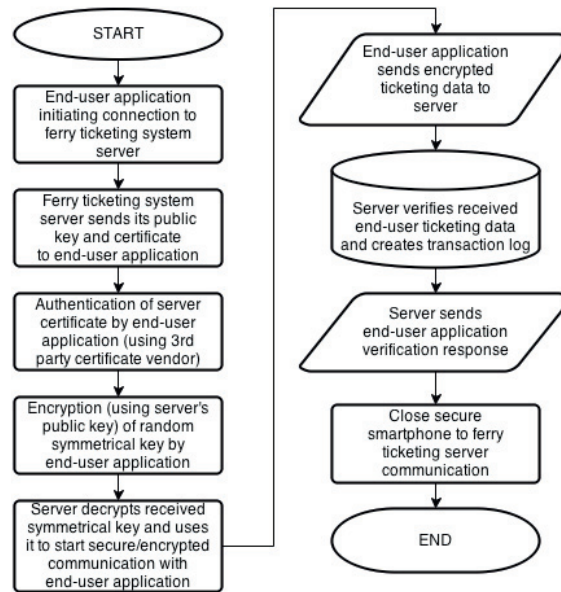 START
End-user application
initiating connection to
ferry ticketing system
server
Ferry ticketing system
server sends its public
key and certificate
to end-user application
Authentication of server
certificate by end-user
application (using 3rd
party certificate vendor)
Encryption (using server's
public key) of random
symmetrical key by
end-user application
Server decrypts received
symmetrical key and uses
it to start secure/encrypted
communication with
end-user application
End-user application
sends encrypted
ticketing data to
server
Server verifies received
end-user ticketing data
and creates transaction log
Server sends
end-user application
verification response
Close secure
smartphone to ferry
ticketing server
communication
END